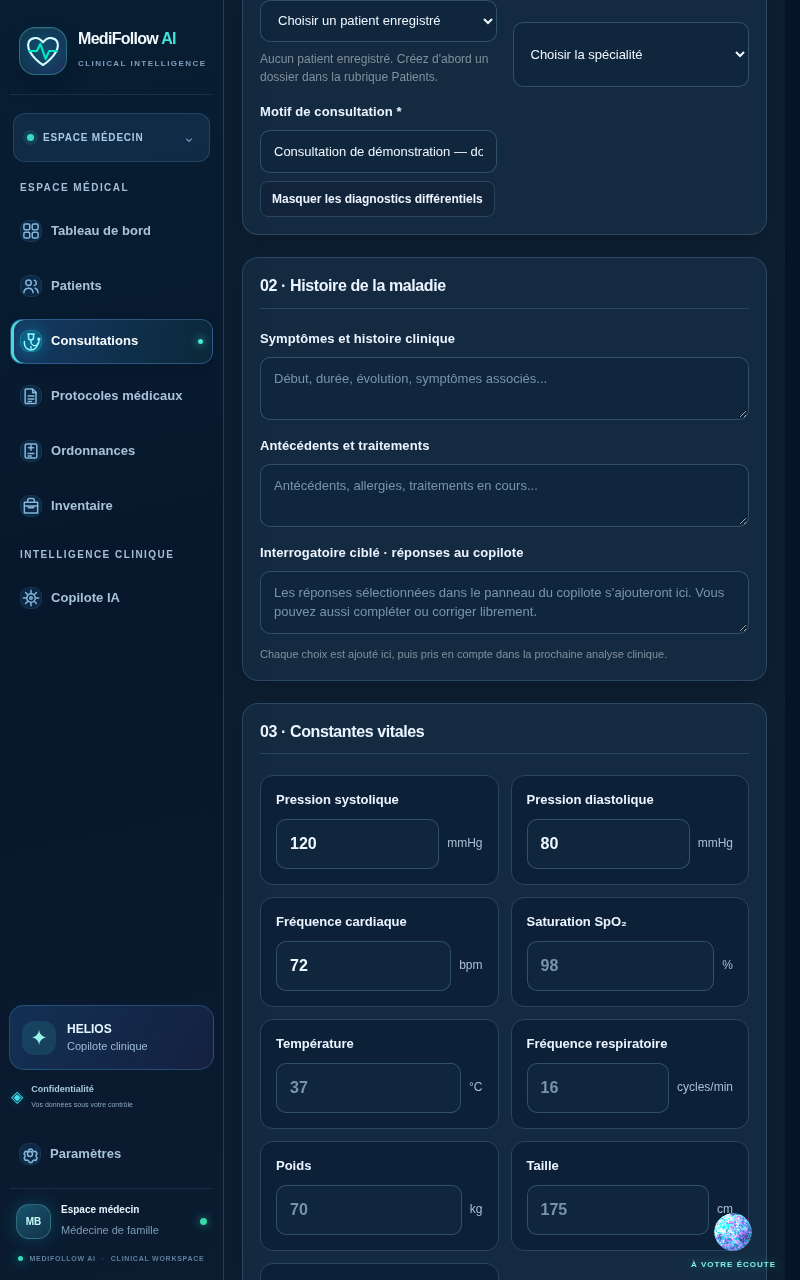 MediFollow AI
CLINICAL INTELLIGENCE
ESPACE MÉDECIN
ESPACE MÉDICAL
Tableau de bord
Patients
Consultations
Protocoles médicaux
Ordonnances
Inventaire
INTELLIGENCE CLINIQUE
Copilote IA
HELIOS
Copilote clinique
Confidentialité
Vos données sous votre contrôle
Paramètres
MB
Espace médecin
Médecine de famille
MEDIFOLLOW AI · CLINICAL WORKSPACE
Choisir un patient enregistré
Choisir la spécialité
Aucun patient enregistré. Créez d'abord un
dossier dans la rubrique Patients.
Motif de consultation *
Consultation de démonstration — do
Masquer les diagnostics différentiels
02 · Histoire de la maladie
Symptômes et histoire clinique
Début, durée, évolution, symptômes associés...
Antécédents et traitements
Antécédents, allergies, traitements en cours...
Interrogatoire ciblé · réponses au copilote
Les réponses sélectionnées dans le panneau du copilote s’ajouteront ici. Vous
pouvez aussi compléter ou corriger librement.
Chaque choix est ajouté ici, puis pris en compte dans la prochaine analyse clinique.
03 · Constantes vitales
Pression systolique
120 mmHg
Pression diastolique
80 mmHg
Fréquence cardiaque
72 bpm
Saturation SpO₂
98 %
Température
37 °C
Fréquence respiratoire
16 cycles/min
Poids
70 kg
Taille
175 cm
À VOTRE ÉCOUTE